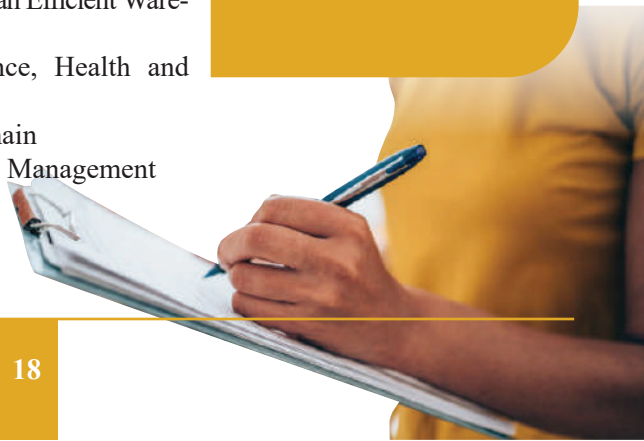 an Efficient Ware-
nce, Health and
ain
Management
18